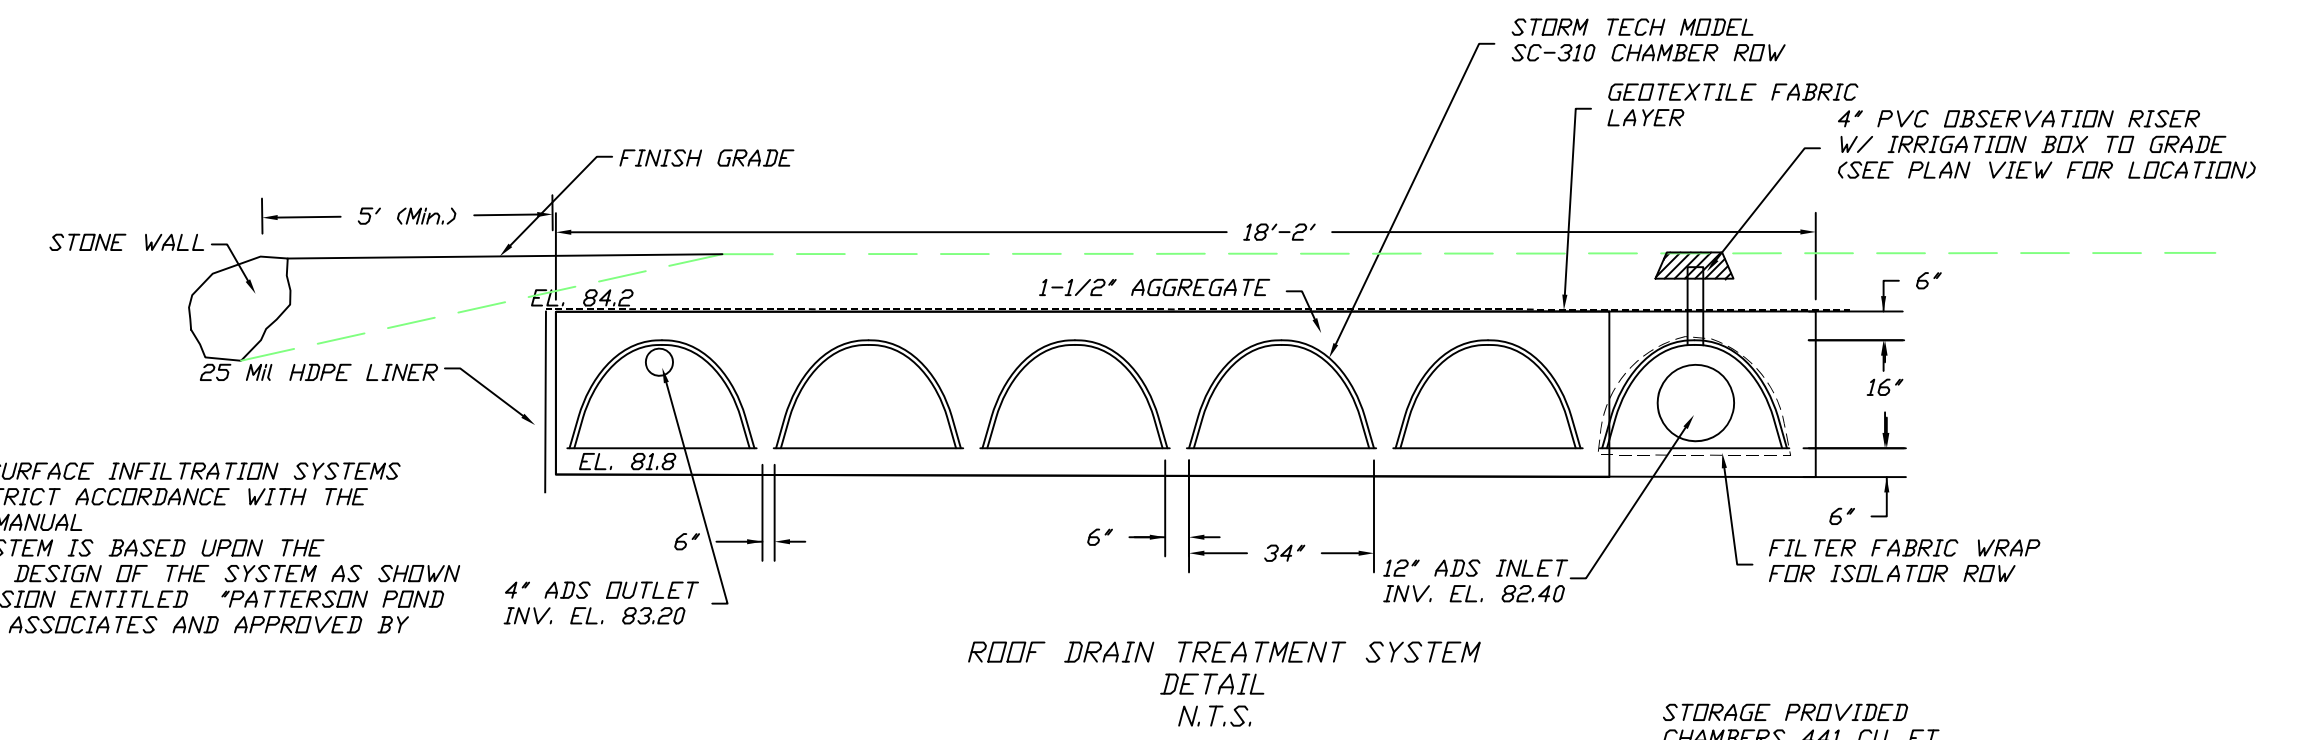 STORM TECH MODEL
SC-310 CHAMBER ROW
GEOTEXTILE FABRIC
LAYER
4" PVC OBSERVATION RISER
W/ IRRIGATION BOX TO GRADE
(SEE PLAN VIEW FOR LOCATION)
FINISH GRADE
5' (Min.)
STONE WALL
18'-2'
6"
1-1/2" AGGREGATE
EL. 84.2
25 Mil HDPE LINER
16"
EL. 81.8
SURFACE INFILTRATION SYSTEMS
TRICT ACCORDANCE WITH THE
MANUAL
STEM IS BASED UPON THE
DESIGN OF THE SYSTEM AS SHOWN
SION ENTITLED "PATTERSON POND
ASSOCIATES AND APPROVED BY
6"
6"
34"
6"
4" ADS OUTLET
INV. EL. 83.20
12" ADS INLET
INV. EL. 82.40
FILTER FABRIC WRAP
FOR ISOLATOR ROW
ROOF DRAIN TREATMENT SYSTEM
DETAIL
N.T.S.
STORAGE PROVIDED
CHAMBERS 441 CU. FT.